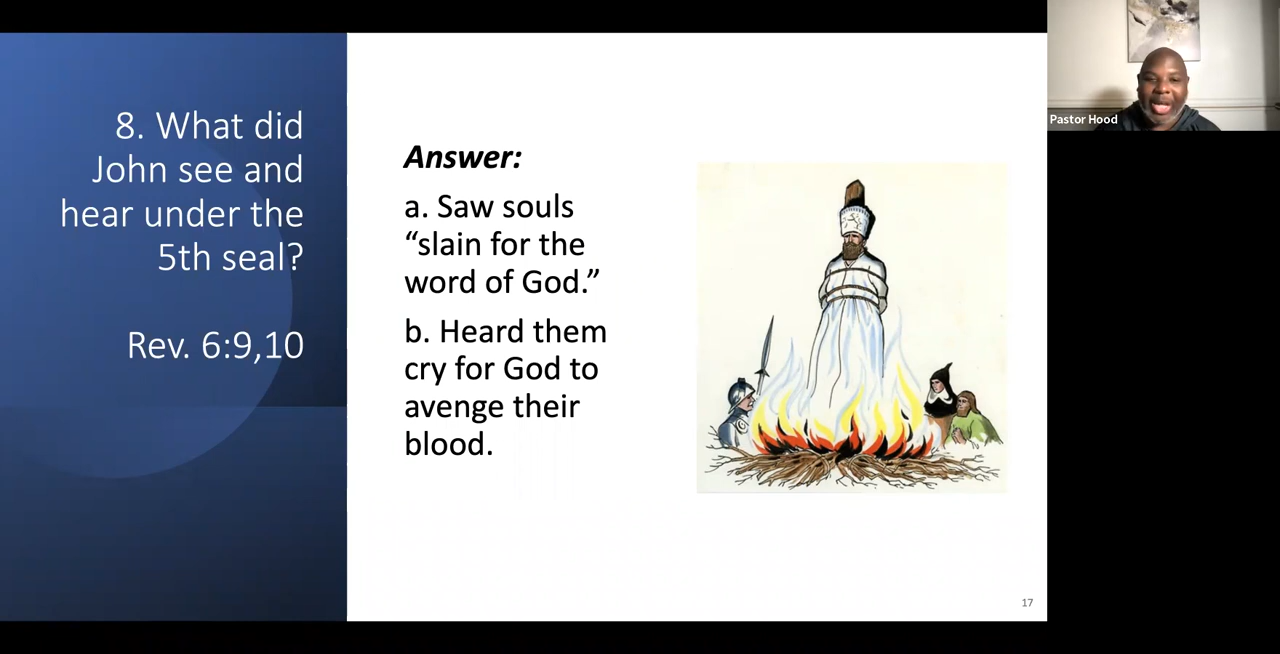 8. What did
John see and
hear under the
5th seal?
Rev. 6:9,10
Answer:
a. Saw souls
“slain for the
word of God.”
b. Heard them
cry for God to
avenge their
blood.
17
Pastor Hood